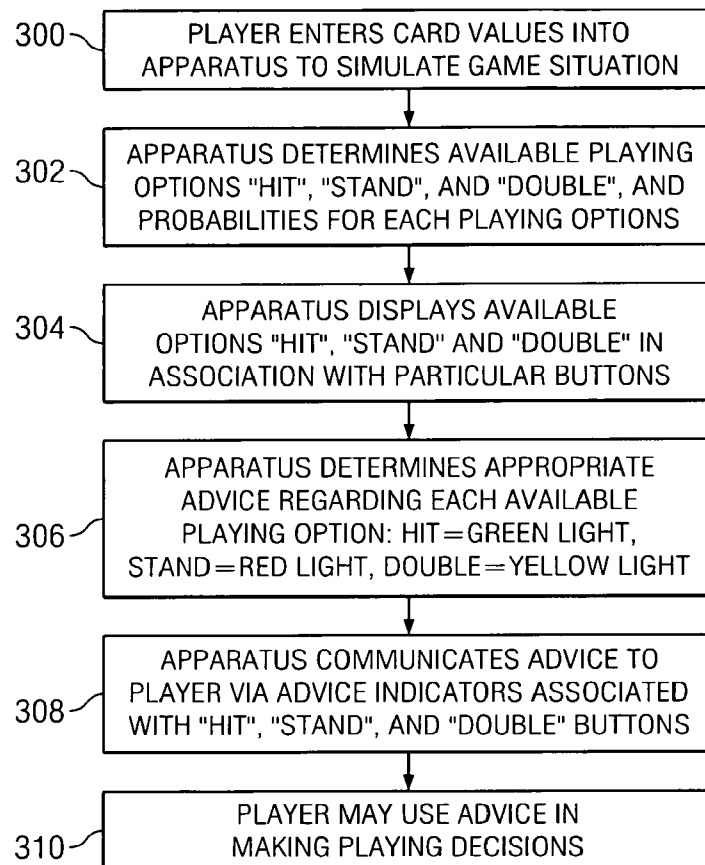 300
PLAYER ENTERS CARD VALUES INTO
APPARATUS TO SIMULATE GAME SITUATION
302
APPARATUS DETERMINES AVAILABLE PLAYING
OPTIONS "HIT", "STAND", AND "DOUBLE", AND
PROBABILITIES FOR EACH PLAYING OPTIONS
304
APPARATUS DISPLAYS AVAILABLE
OPTIONS "HIT", "STAND" AND "DOUBLE" IN
ASSOCIATION WITH PARTICULAR BUTTONS
306
APPARATUS DETERMINES APPROPRIATE
ADVICE REGARDING EACH AVAILABLE
PLAYING OPTION: HIT=GREEN LIGHT,
STAND=RED LIGHT, DOUBLE=YELLOW LIGHT
308
APPARATUS COMMUNICATES ADVICE TO
PLAYER VIA ADVICE INDICATORS ASSOCIATED
WITH "HIT", "STAND", AND "DOUBLE" BUTTONS
310
PLAYER MAY USE ADVICE IN
MAKING PLAYING DECISIONS